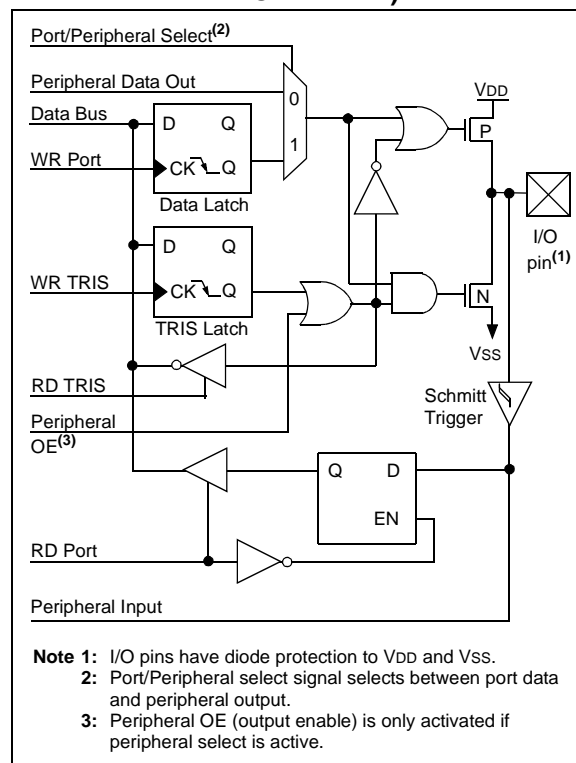 Port/Peripheral Select(2)
Peripheral Data Out
Data Bus
WR Port
D Q
CK Q
Data Latch
0
1
VDD
P
I/O
pin(1)
WR TRIS
D Q
CK Q
TRIS Latch
N
VSS
RD TRIS
Schmitt
Trigger
Peripheral
OE(3)
Q D
EN
RD Port
Peripheral Input
Note 1: I/O pins have diode protection to VDD and VSS.
2: Port/Peripheral select signal selects between port data
and peripheral output.
3: Peripheral OE (output enable) is only activated if
peripheral select is active.